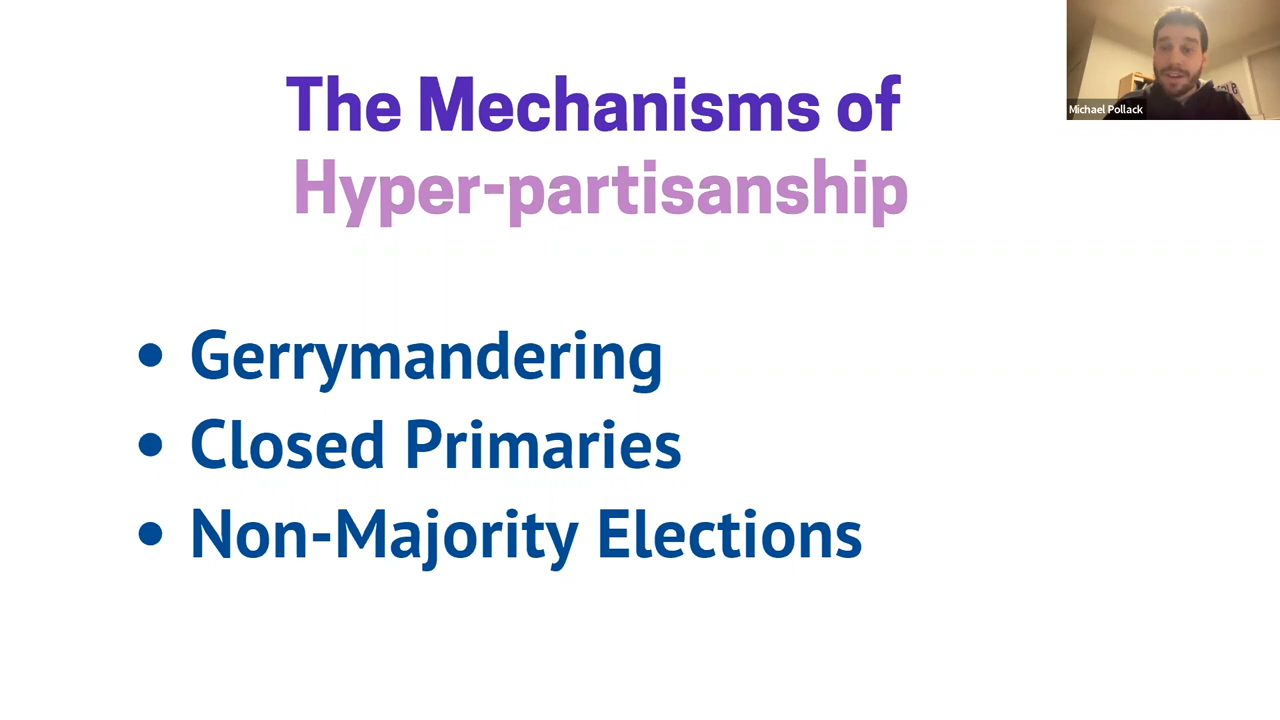 The Mechanisms of
Hyper-partisanship
• Gerrymandering
• Closed Primaries
• Non-Majority Elections
Michael Pollack